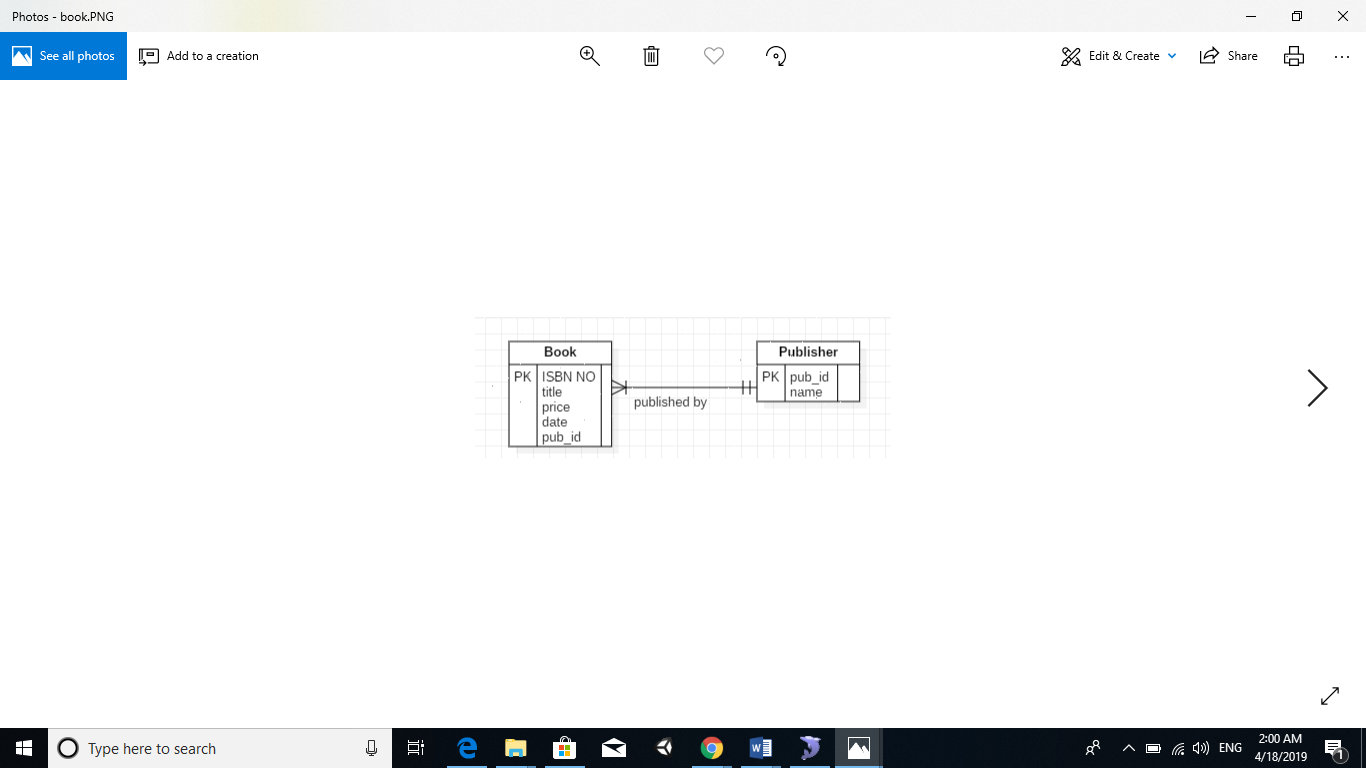 Photos - book.PNG
See all photos
Add to a creation
Edit & Create
Share
Book
PK ISBN NO
title
price
date
pub_id
published by
Publisher
PK pub_id
name
Type here to search
ENG
2:00 AM
4/18/2019
1